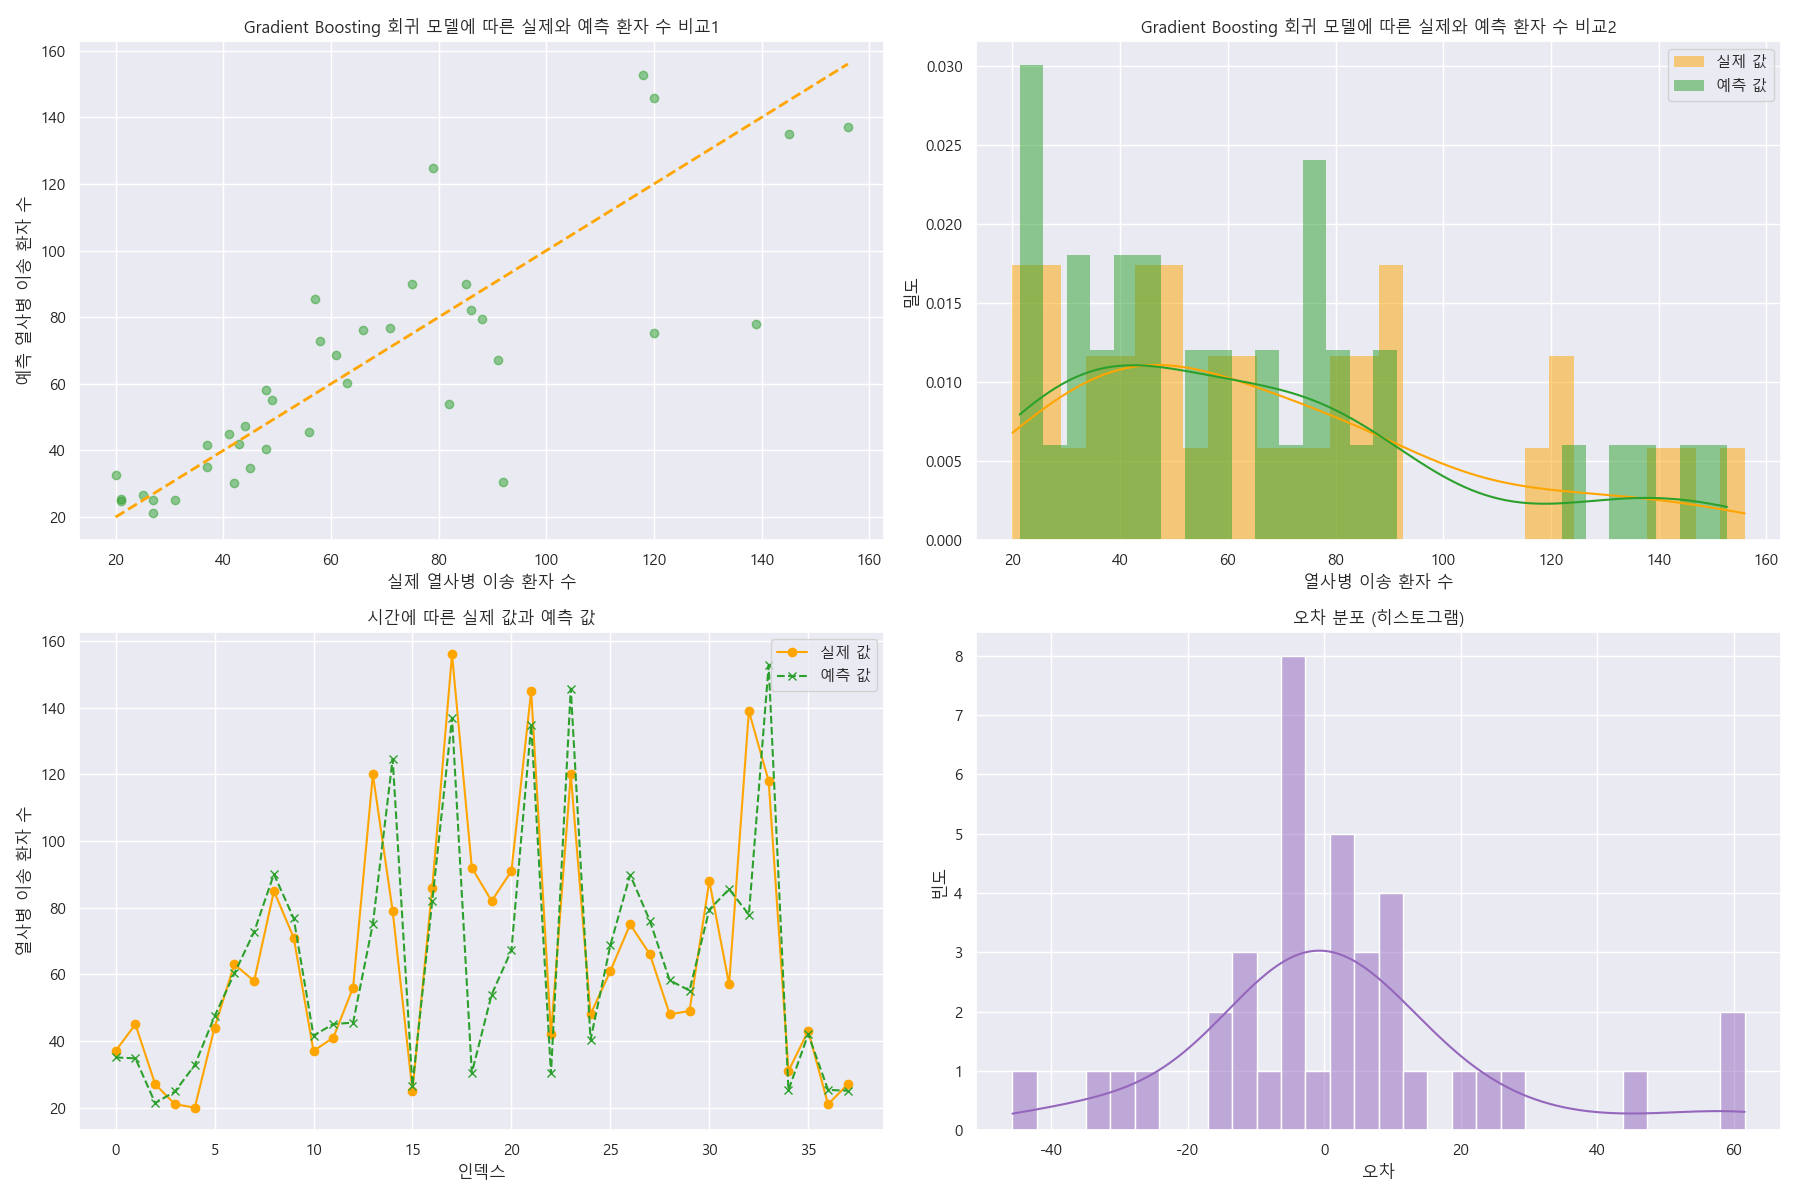 Gradient Boosting 회귀 모델에 따른 실제와 예측 환자 수 비교1
160
140
120
100
80
60
40
20
예측 열사병 이송 환자 수
20 40 60 80 100 120 140 160
실제 열사병 이송 환자 수
Gradient Boosting 회귀 모델에 따른 실제와 예측 환자 수 비교2
실제 값
예측 값
0.030
0.025
0.020
0.015
0.010
0.005
0.000
밀도
20 40 60 80 100 120 140 160
열사병 이송 환자 수
시간에 따른 실제 값과 예측 값
실제 값
예측 값
160
140
120
100
80
60
40
20
열사병 이송 환자 수
0 5 10 15 20 25 30 35
인덱스
오차 분포 (히스토그램)
8
7
6
5
4
3
2
1
0
빈도
-40 -20 0 20 40 60
오차